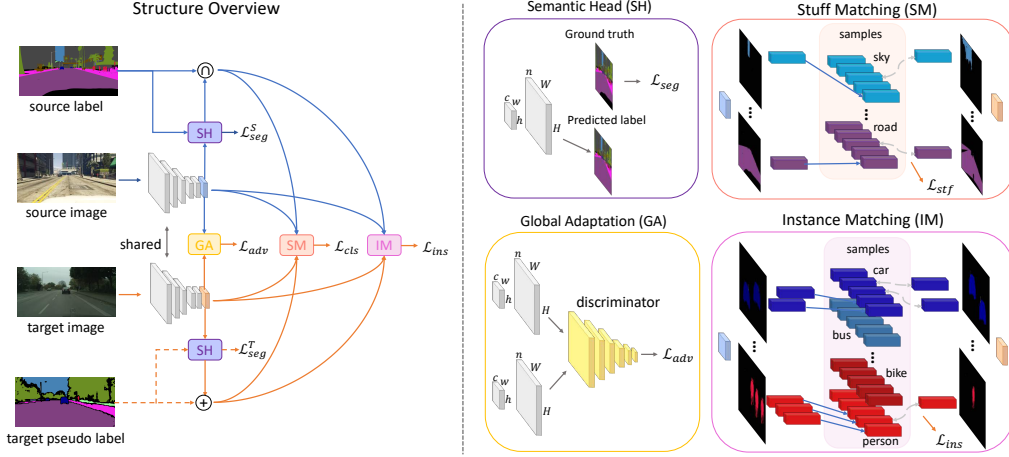 Structure Overview
source label
∩
SH
ℒ_seg^S
source image
shared
GA
ℒ_adv
SM
ℒ_cls
IM
ℒ_ins
target image
SH
ℒ_seg^T
+
target pseudo label
Semantic Head (SH)
Ground truth
n
W
c
w
h
H
ℒ_seg
Predicted label
Stuff Matching (SM)
samples
sky
road
ℒ_stf
Global Adaptation (GA)
n
W
c
w
h
H
discriminator
ℒ_adv
n
W
c
w
h
H
Instance Matching (IM)
samples
car
bus
bike
person
ℒ_ins